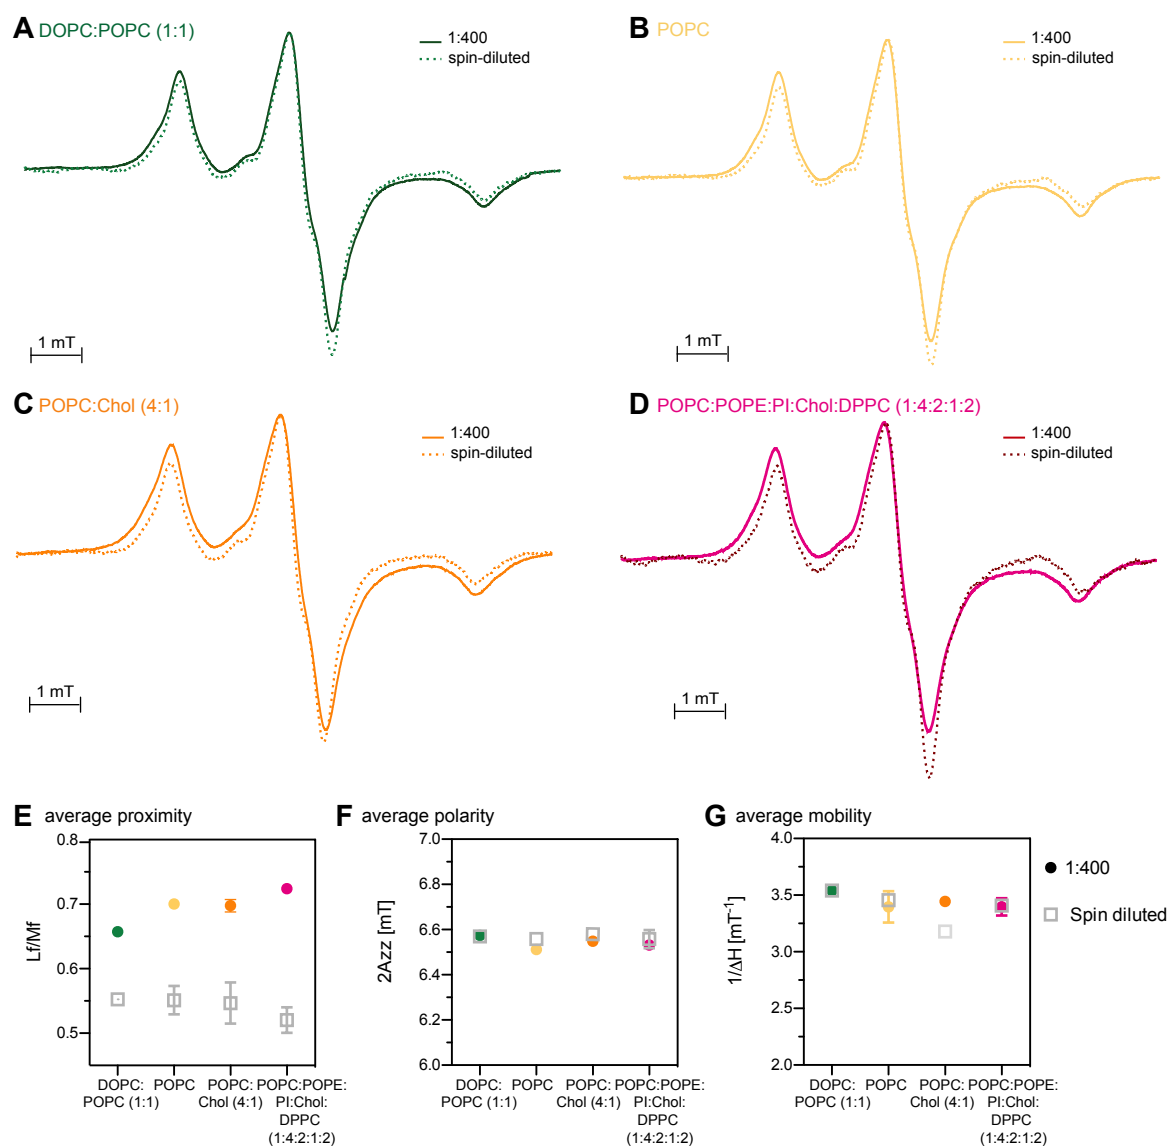 A DOPC:POPC (1:1)
1:400
spin-diluted
1 mT
B POPC
1:400
spin-diluted
1 mT
C POPC:Chol (4:1)
1:400
spin-diluted
1 mT
D POPC:POPE:PI:Chol:DPPC (1:4:2:1:2)
1:400
spin-diluted
1 mT
E average proximity
0.8
0.7
0.6
0.5
Lf/Mf
DOPC:
POPC (1:1)
POPC
POPC:
Chol (4:1)
POPC:POPE:
PI:Chol:
DPPC
(1:4:2:1:2)
F average polarity
7.0
6.8
6.6
6.4
6.2
6.0
2Azz [mT]
DOPC:
POPC (1:1)
POPC
POPC:
Chol (4:1)
POPC:POPE:
PI:Chol:
DPPC
(1:4:2:1:2)
G average mobility
4.0
3.5
3.0
2.5
2.0
1/ΔH [mT⁻¹]
DOPC:
POPC (1:1)
POPC
POPC:
Chol (4:1)
POPC:POPE:
PI:Chol:
DPPC
(1:4:2:1:2)
1:400
Spin diluted